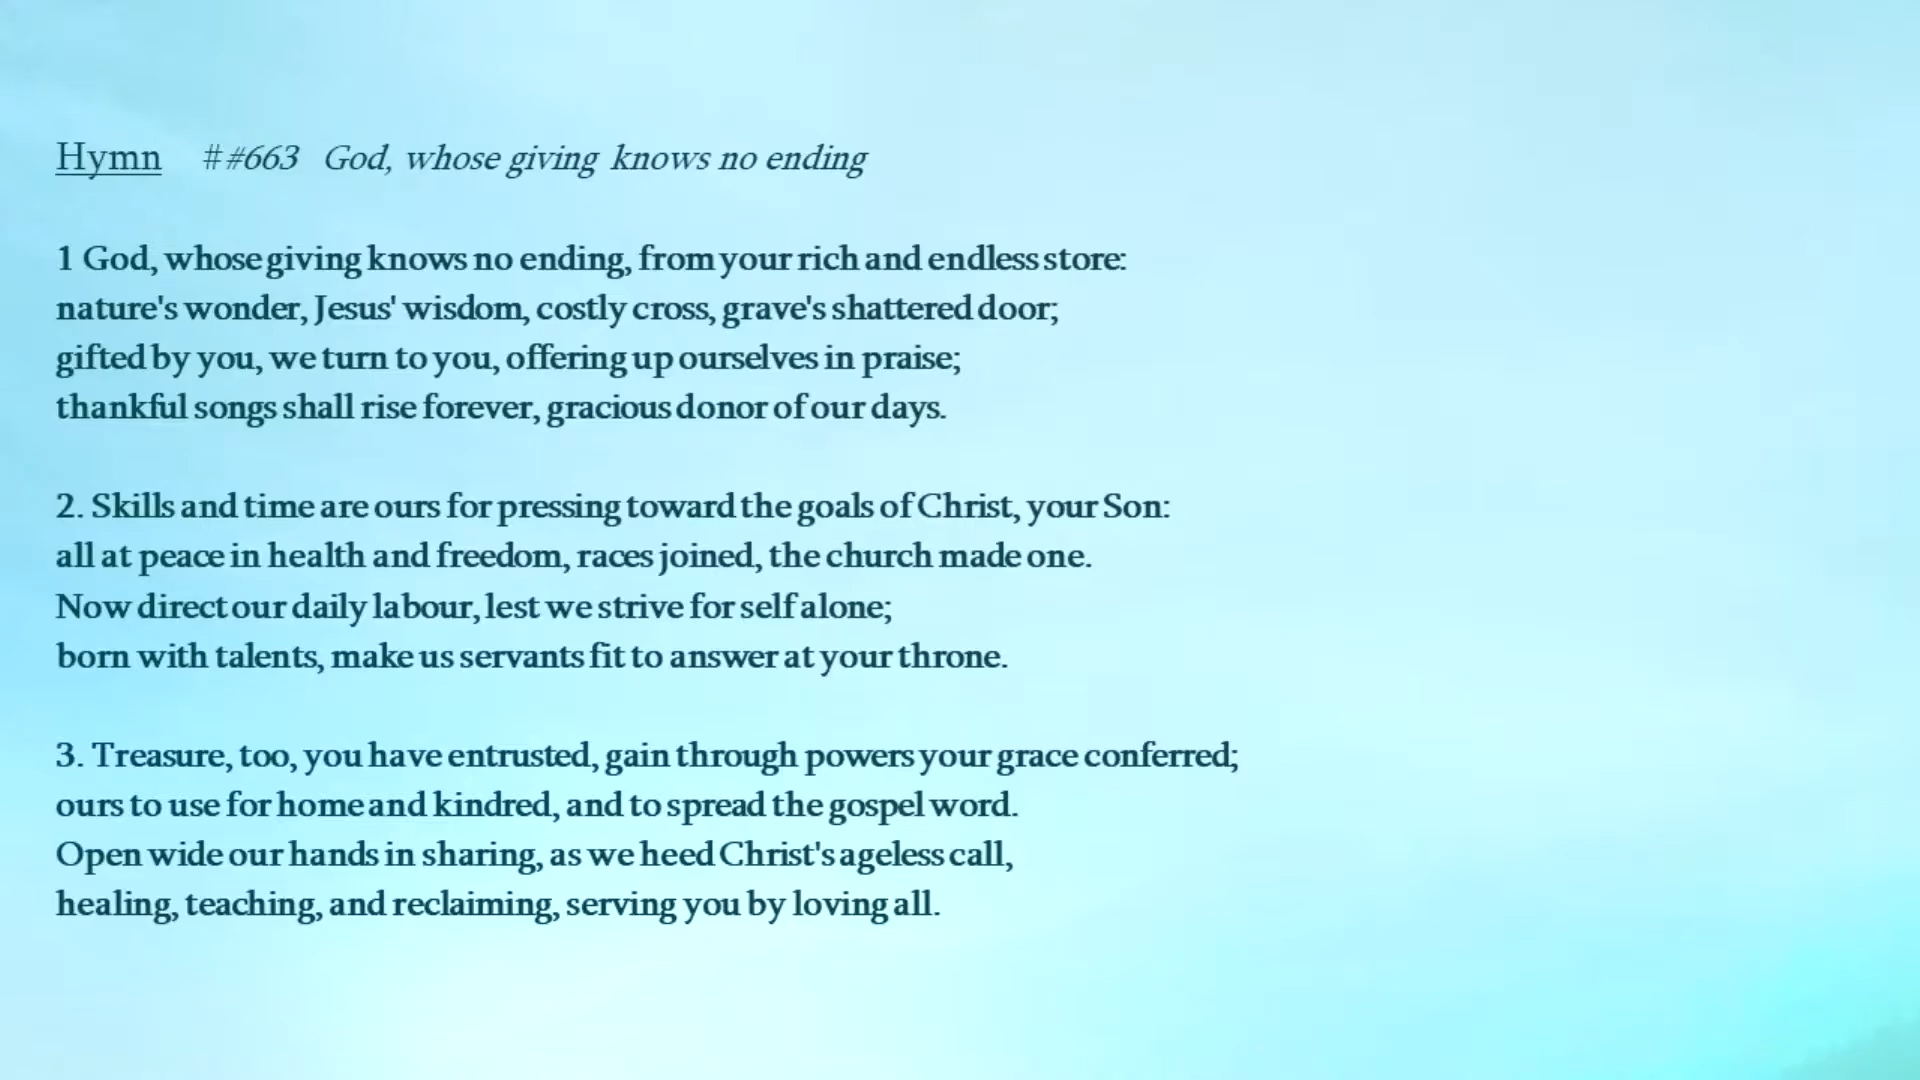 Hymn ##663 God, whose giving knows no ending
1 God, whose giving knows no ending, from your rich and endless store:
nature's wonder, Jesus' wisdom, costly cross, grave's shattered door;
gifted by you, we turn to you, offering up ourselves in praise;
thankful songs shall rise forever, gracious donor of our days.
2. Skills and time are ours for pressing toward the goals of Christ, your Son:
all at peace in health and freedom, races joined, the church made one.
Now direct our daily labour, lest we strive for self alone;
born with talents, make us servants fit to answer at your throne.
3. Treasure, too, you have entrusted, gain through powers your grace conferred;
ours to use for home and kindred, and to spread the gospel word.
Open wide our hands in sharing, as we heed Christ's ageless call,
healing, teaching, and reclaiming, serving you by loving all.